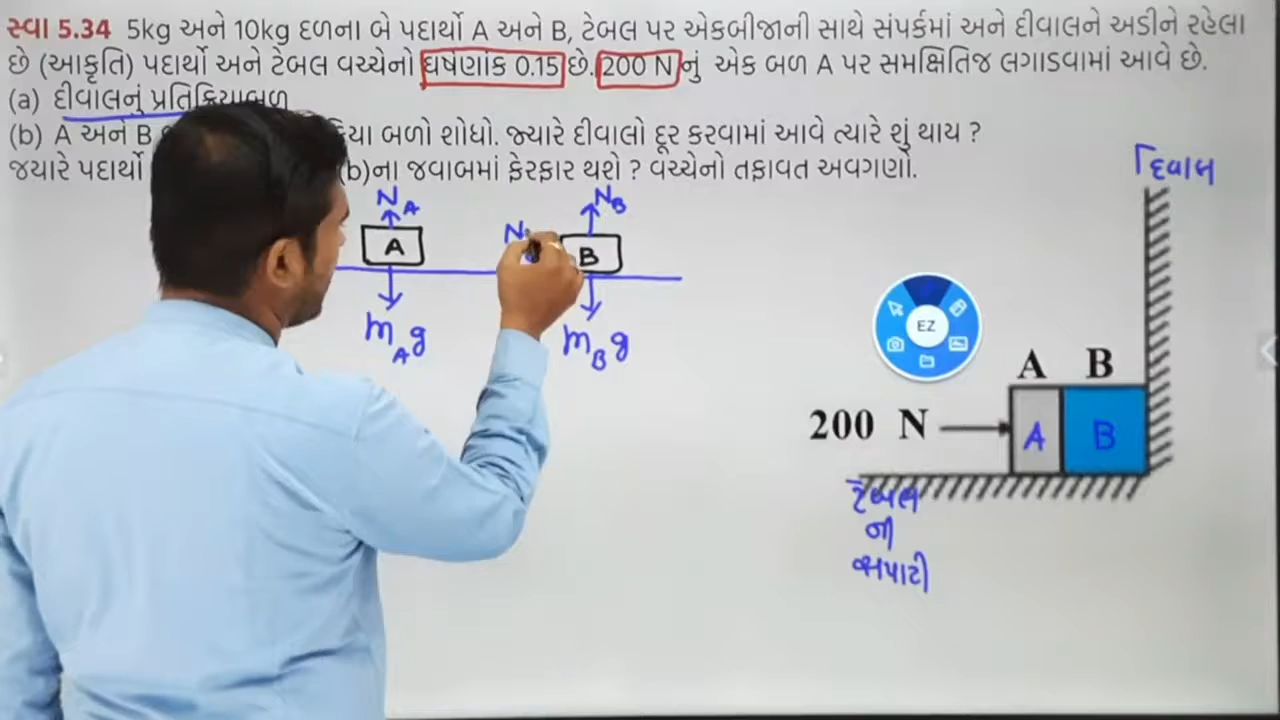 સ્વા 5.34 5kg અને 10kg દળના બે પદાર્થો A અને B, ટેબલ પર એકબીજાની સાથે સંપર્કમાં અને દીવાલને અડીને રહેલા
છે (આકૃતિ) પદાર્થો અને ટેબલ વચ્ચેનો ઘર્ષણાંક 0.15 છે. 200 N નું એક બળ A પર સમક્ષિતિજ લગાડવામાં આવે છે.
(a) દીવાલનું પ્રતિક્રિયાબળ
(b) A અને B બળો શોધો. જ્યારે દીવાલો દૂર કરવામાં આવે ત્યારે શું થાય ?
જયારે પદાર્થો (b)ના જવાબમાં ફેરફાર થશે ? વચ્ચેનો તફાવત અવગણો.
દિવાલ
N_A
N_B
N
A
B
m_A g
m_B g
EZ
A B
200 N
A B
ટેબલ
ની
સપાટી